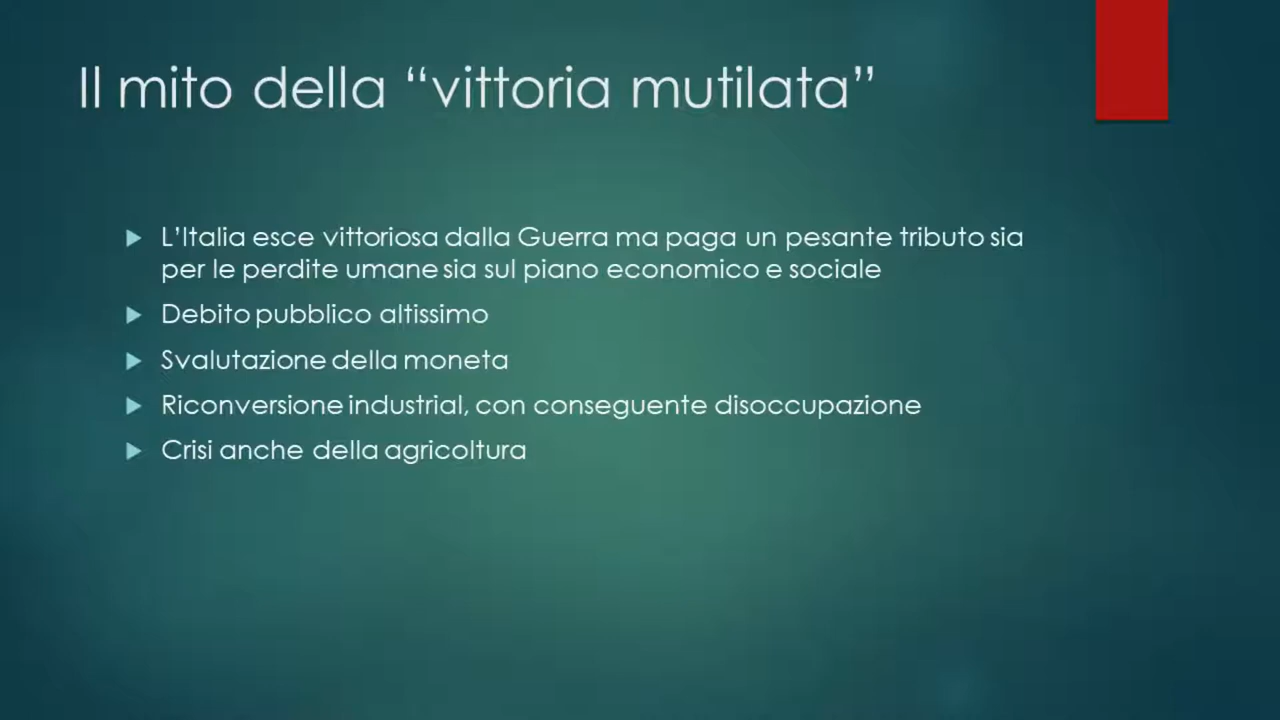 Il mito della “vittoria mutilata”
L’Italia esce vittoriosa dalla Guerra ma paga un pesante tributo sia
per le perdite umane sia sul piano economico e sociale
Debito pubblico altissimo
Svalutazione della moneta
Riconversione industrial, con conseguente disoccupazione
Crisi anche della agricoltura